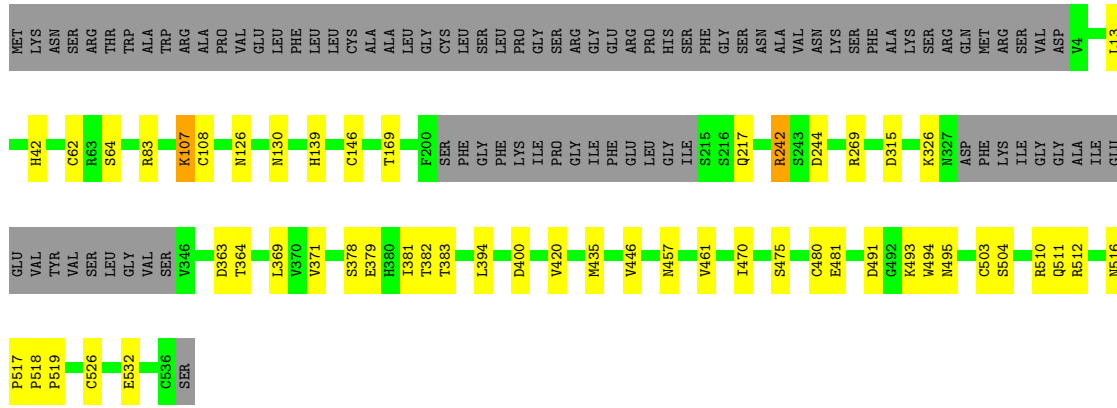 MET LYS ASN SER ARG THR TRP ALA TRP ARG ALA PRO VAL GLU LEU PHE LEU LEU CYS ALA ALA LEU GLY CYS LEU SER LEU PRO GLY SER ARG GLY GLU ARG PRO HIS SER PHE GLY SER ASN ALA VAL ASN LYS SER PHE ALA LYS SER ARG GLN MET ARG SER VAL ASP V4 L13
H42 C62 R63 S64 R83 K107 C108 N126 N130 H139 C146 T169 F200 SER PHE GLY PHE LYS ILE PRO GLY ILE PHE GLU LEU GLY ILE S215 S216 Q217 R242 S243 D244 R269 D315 K326 N327 ASP PHE LYS ILE GLY GLY ALA ILE GLU
GLU VAL TYR VAL SER LEU GLY VAL SER V346 D363 T364 L369 V370 V371 S378 E379 H380 I381 T382 T383 L394 D400 V420 M435 V446 N457 V461 I470 S475 C480 E481 D491 G492 K493 W494 N495 C503 S504 R510 Q511 R512 N516
P517 P518 P519 C526 E532 C536 SER